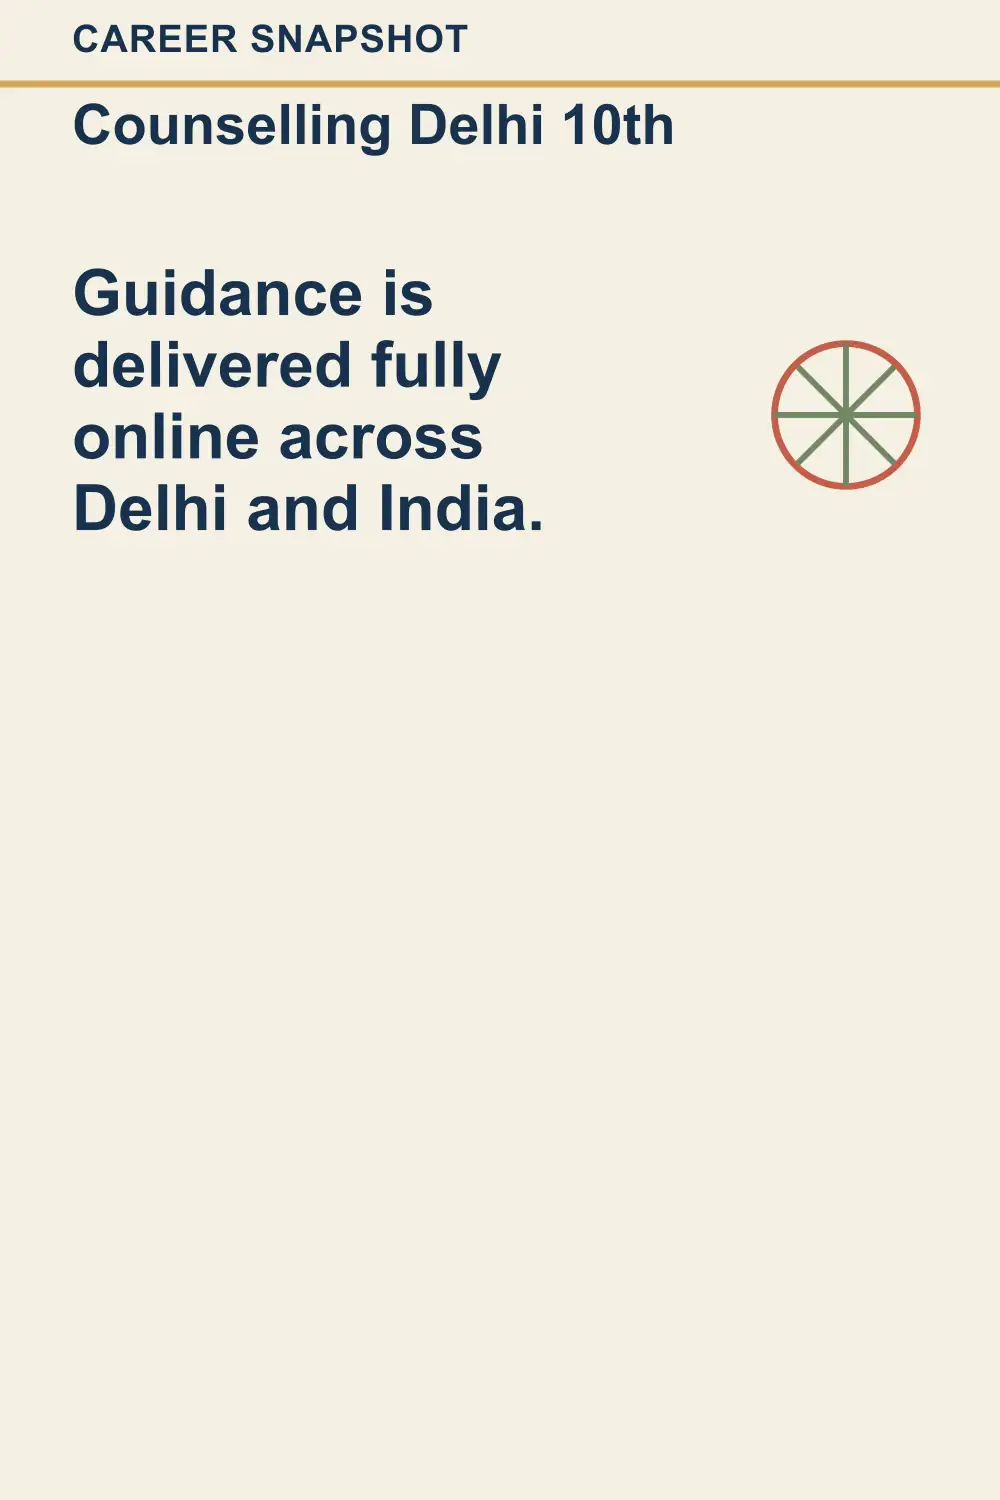 CAREER SNAPSHOT
Counselling Delhi 10th
Guidance is
delivered fully
online across
Delhi and India.